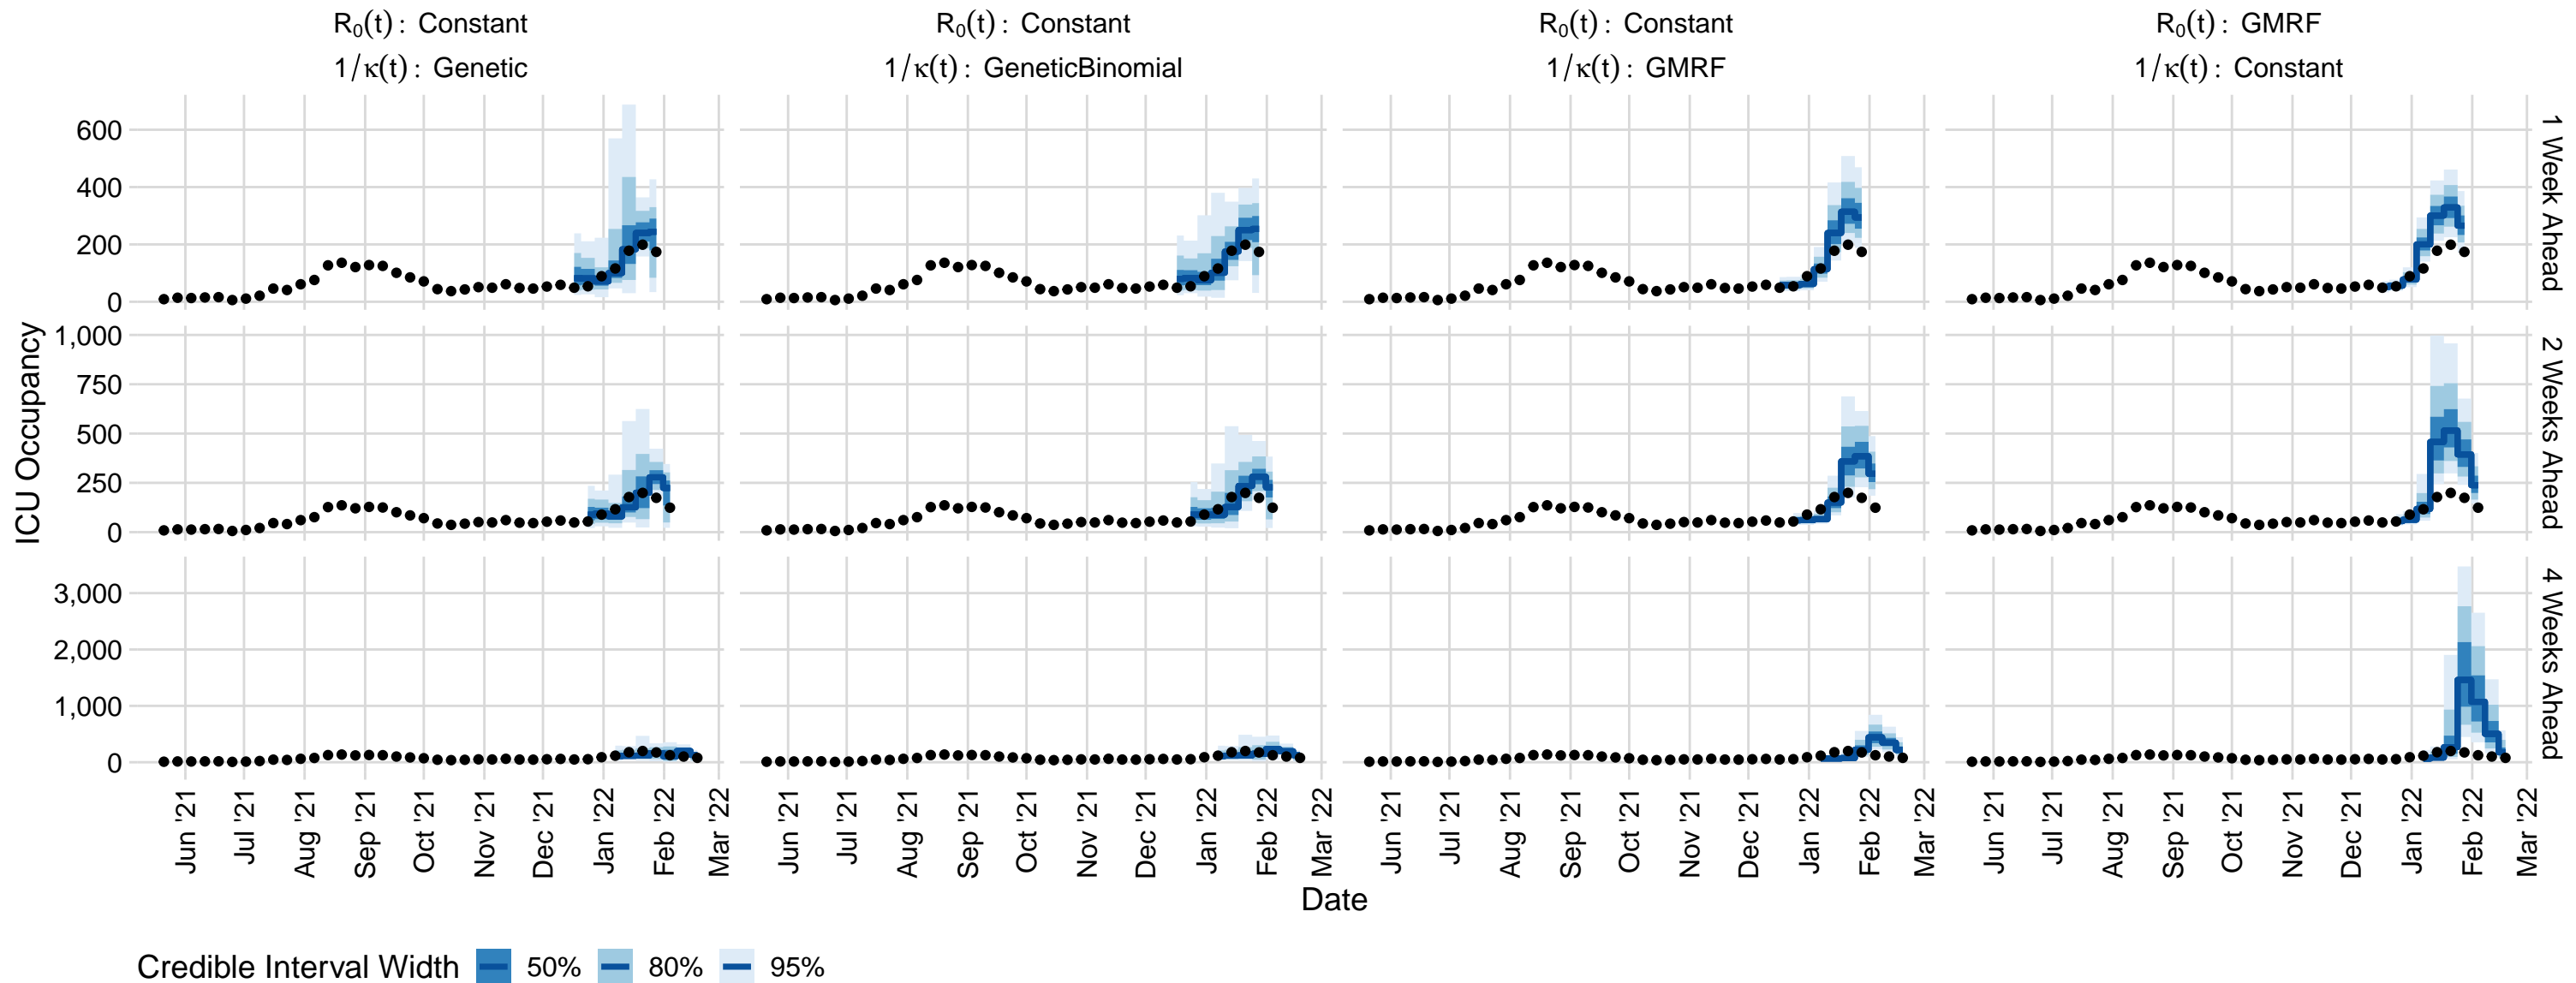 R₀(t) : Constant
1/κ(t) : Genetic
R₀(t) : Constant
1/κ(t) : GeneticBinomial
R₀(t) : Constant
1/κ(t) : GMRF
R₀(t) : GMRF
1/κ(t) : Constant
ICU Occupancy
600
400
200
0
1 Week Ahead
1,000
750
500
250
0
2 Weeks Ahead
3,000
2,000
1,000
0
4 Weeks Ahead
Jun '21 Jul '21 Aug '21 Sep '21 Oct '21 Nov '21 Dec '21 Jan '22 Feb '22 Mar '22
Jun '21 Jul '21 Aug '21 Sep '21 Oct '21 Nov '21 Dec '21 Jan '22 Feb '22 Mar '22
Jun '21 Jul '21 Aug '21 Sep '21 Oct '21 Nov '21 Dec '21 Jan '22 Feb '22 Mar '22
Jun '21 Jul '21 Aug '21 Sep '21 Oct '21 Nov '21 Dec '21 Jan '22 Feb '22 Mar '22
Date
Credible Interval Width 50% 80% 95%